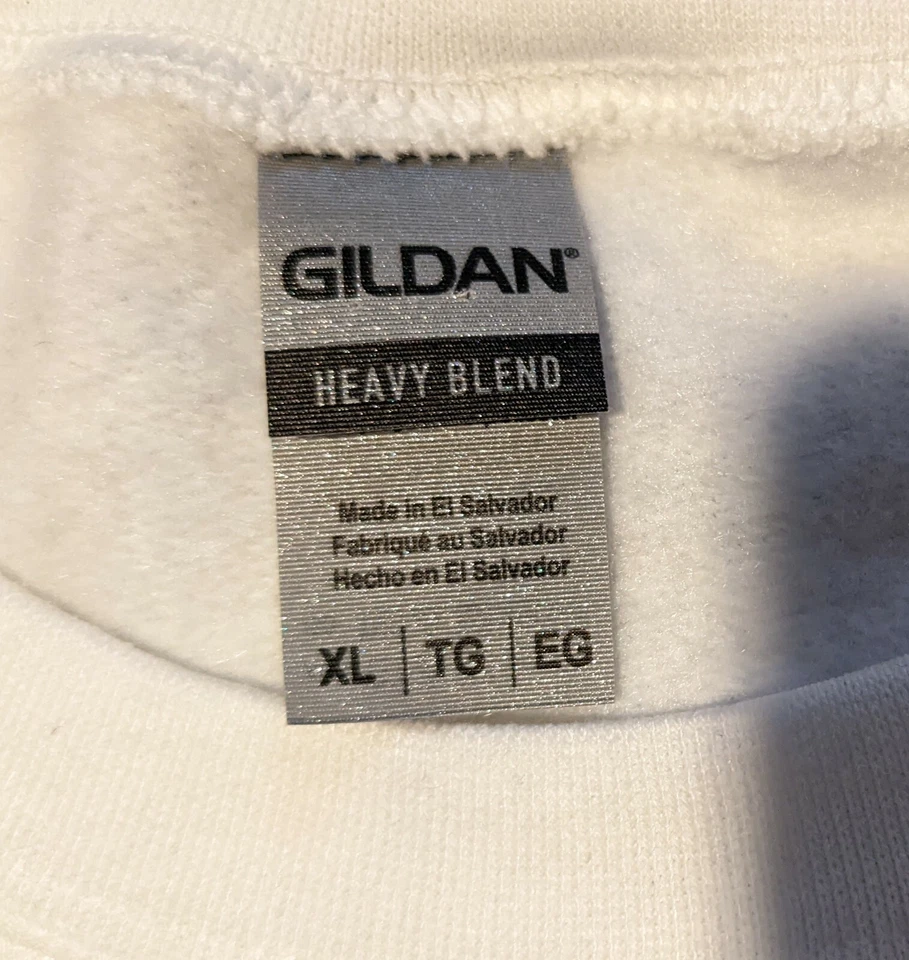 GILDAN®
HEAVY BLEND
Made in El Salvador
Fabriqué au Salvador
Hecho en El Salvador
XL | TG | EG